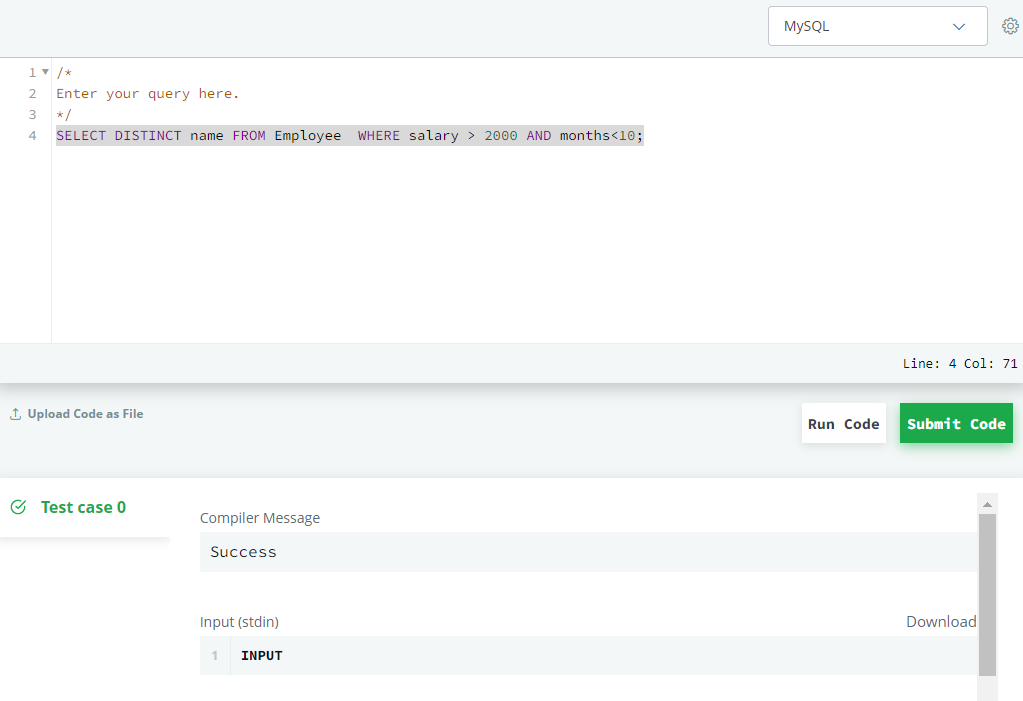 MySQL
1 /*
2 Enter your query here.
3 */
4 SELECT DISTINCT name FROM Employee  WHERE salary > 2000 AND months<10;
Line: 4 Col: 71
Upload Code as File
Run Code
Submit Code
Test case 0
Compiler Message
Success
Input (stdin)
Download
1 INPUT